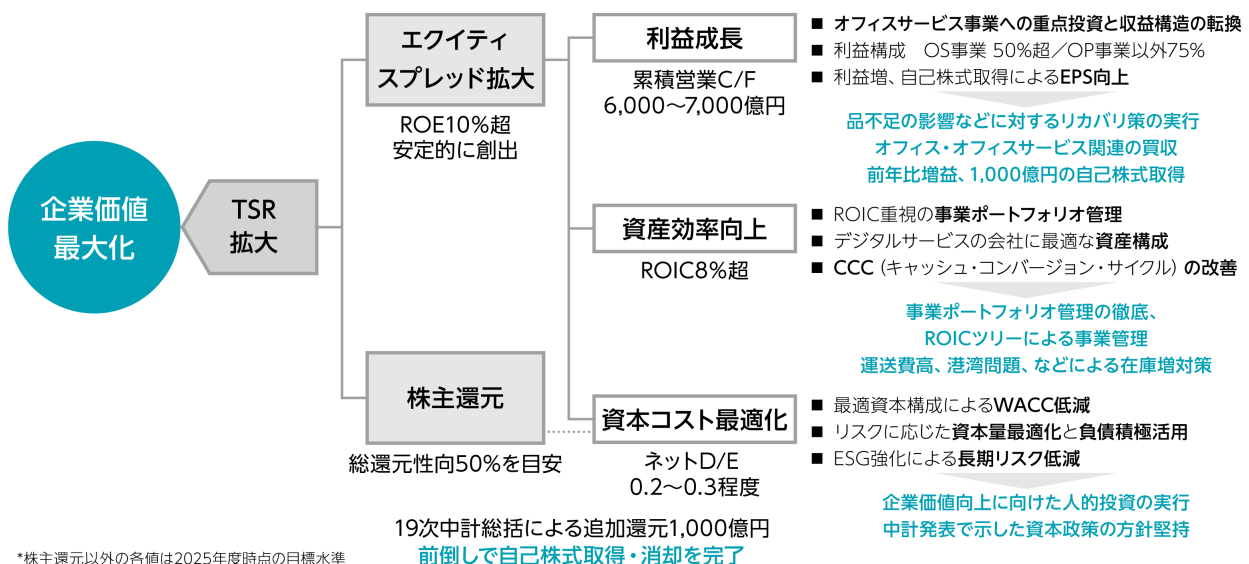 企業価値
最大化
TSR
拡大
エクイティ
スプレッド拡大
ROE10%超
安定的に創出
株主還元
総還元性向50%を目安
利益成長
累積営業C/F
6,000〜7,000億円
■ オフィスサービス事業への重点投資と収益構造の転換
■ 利益構成　OS事業 50%超／OP事業以外75%
■ 利益増、自己株式取得によるEPS向上
品不足の影響などに対するリカバリ策の実行
オフィス・オフィスサービス関連の買収
前年比増益、1,000億円の自己株式取得
資産効率向上
ROIC8%超
■ ROIC重視の事業ポートフォリオ管理
■ デジタルサービスの会社に最適な資産構成
■ CCC（キャッシュ・コンバージョン・サイクル）の改善
事業ポートフォリオ管理の徹底、
ROICツリーによる事業管理
運送費高、港湾問題、などによる在庫増対策
資本コスト最適化
ネットD/E
0.2〜0.3程度
■ 最適資本構成によるWACC低減
■ リスクに応じた資本量最適化と負債積極活用
■ ESG強化による長期リスク低減
企業価値向上に向けた人的投資の実行
中計発表で示した資本政策の方針堅持
19次中計総括による追加還元1,000億円
前倒しで自己株式取得・消却を完了
*株主還元以外の各値は2025年度時点の目標水準